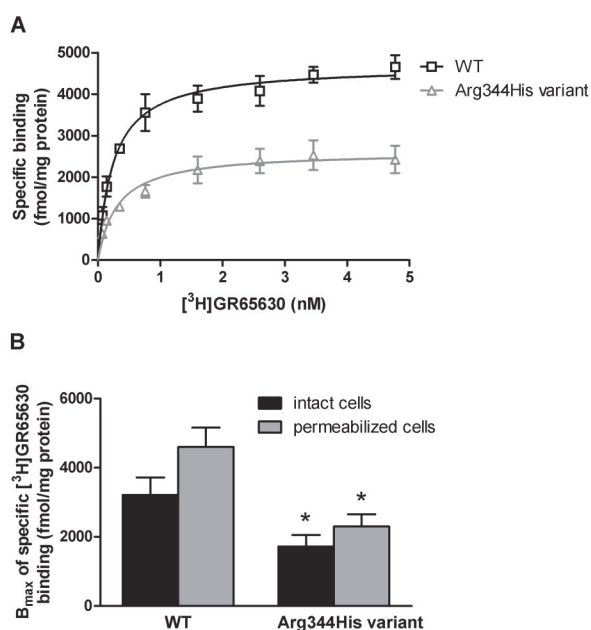 A
5000
4000
3000
2000
1000
0
Specific binding
(fmol/mg protein)
0 1 2 3 4 5
[³H]GR65630 (nM)
WT
Arg344His variant
B
6000
4000
2000
0
Bmax of specific [³H]GR65630
binding (fmol/mg protein)
intact cells
permeabilized cells
* *
WT Arg344His variant